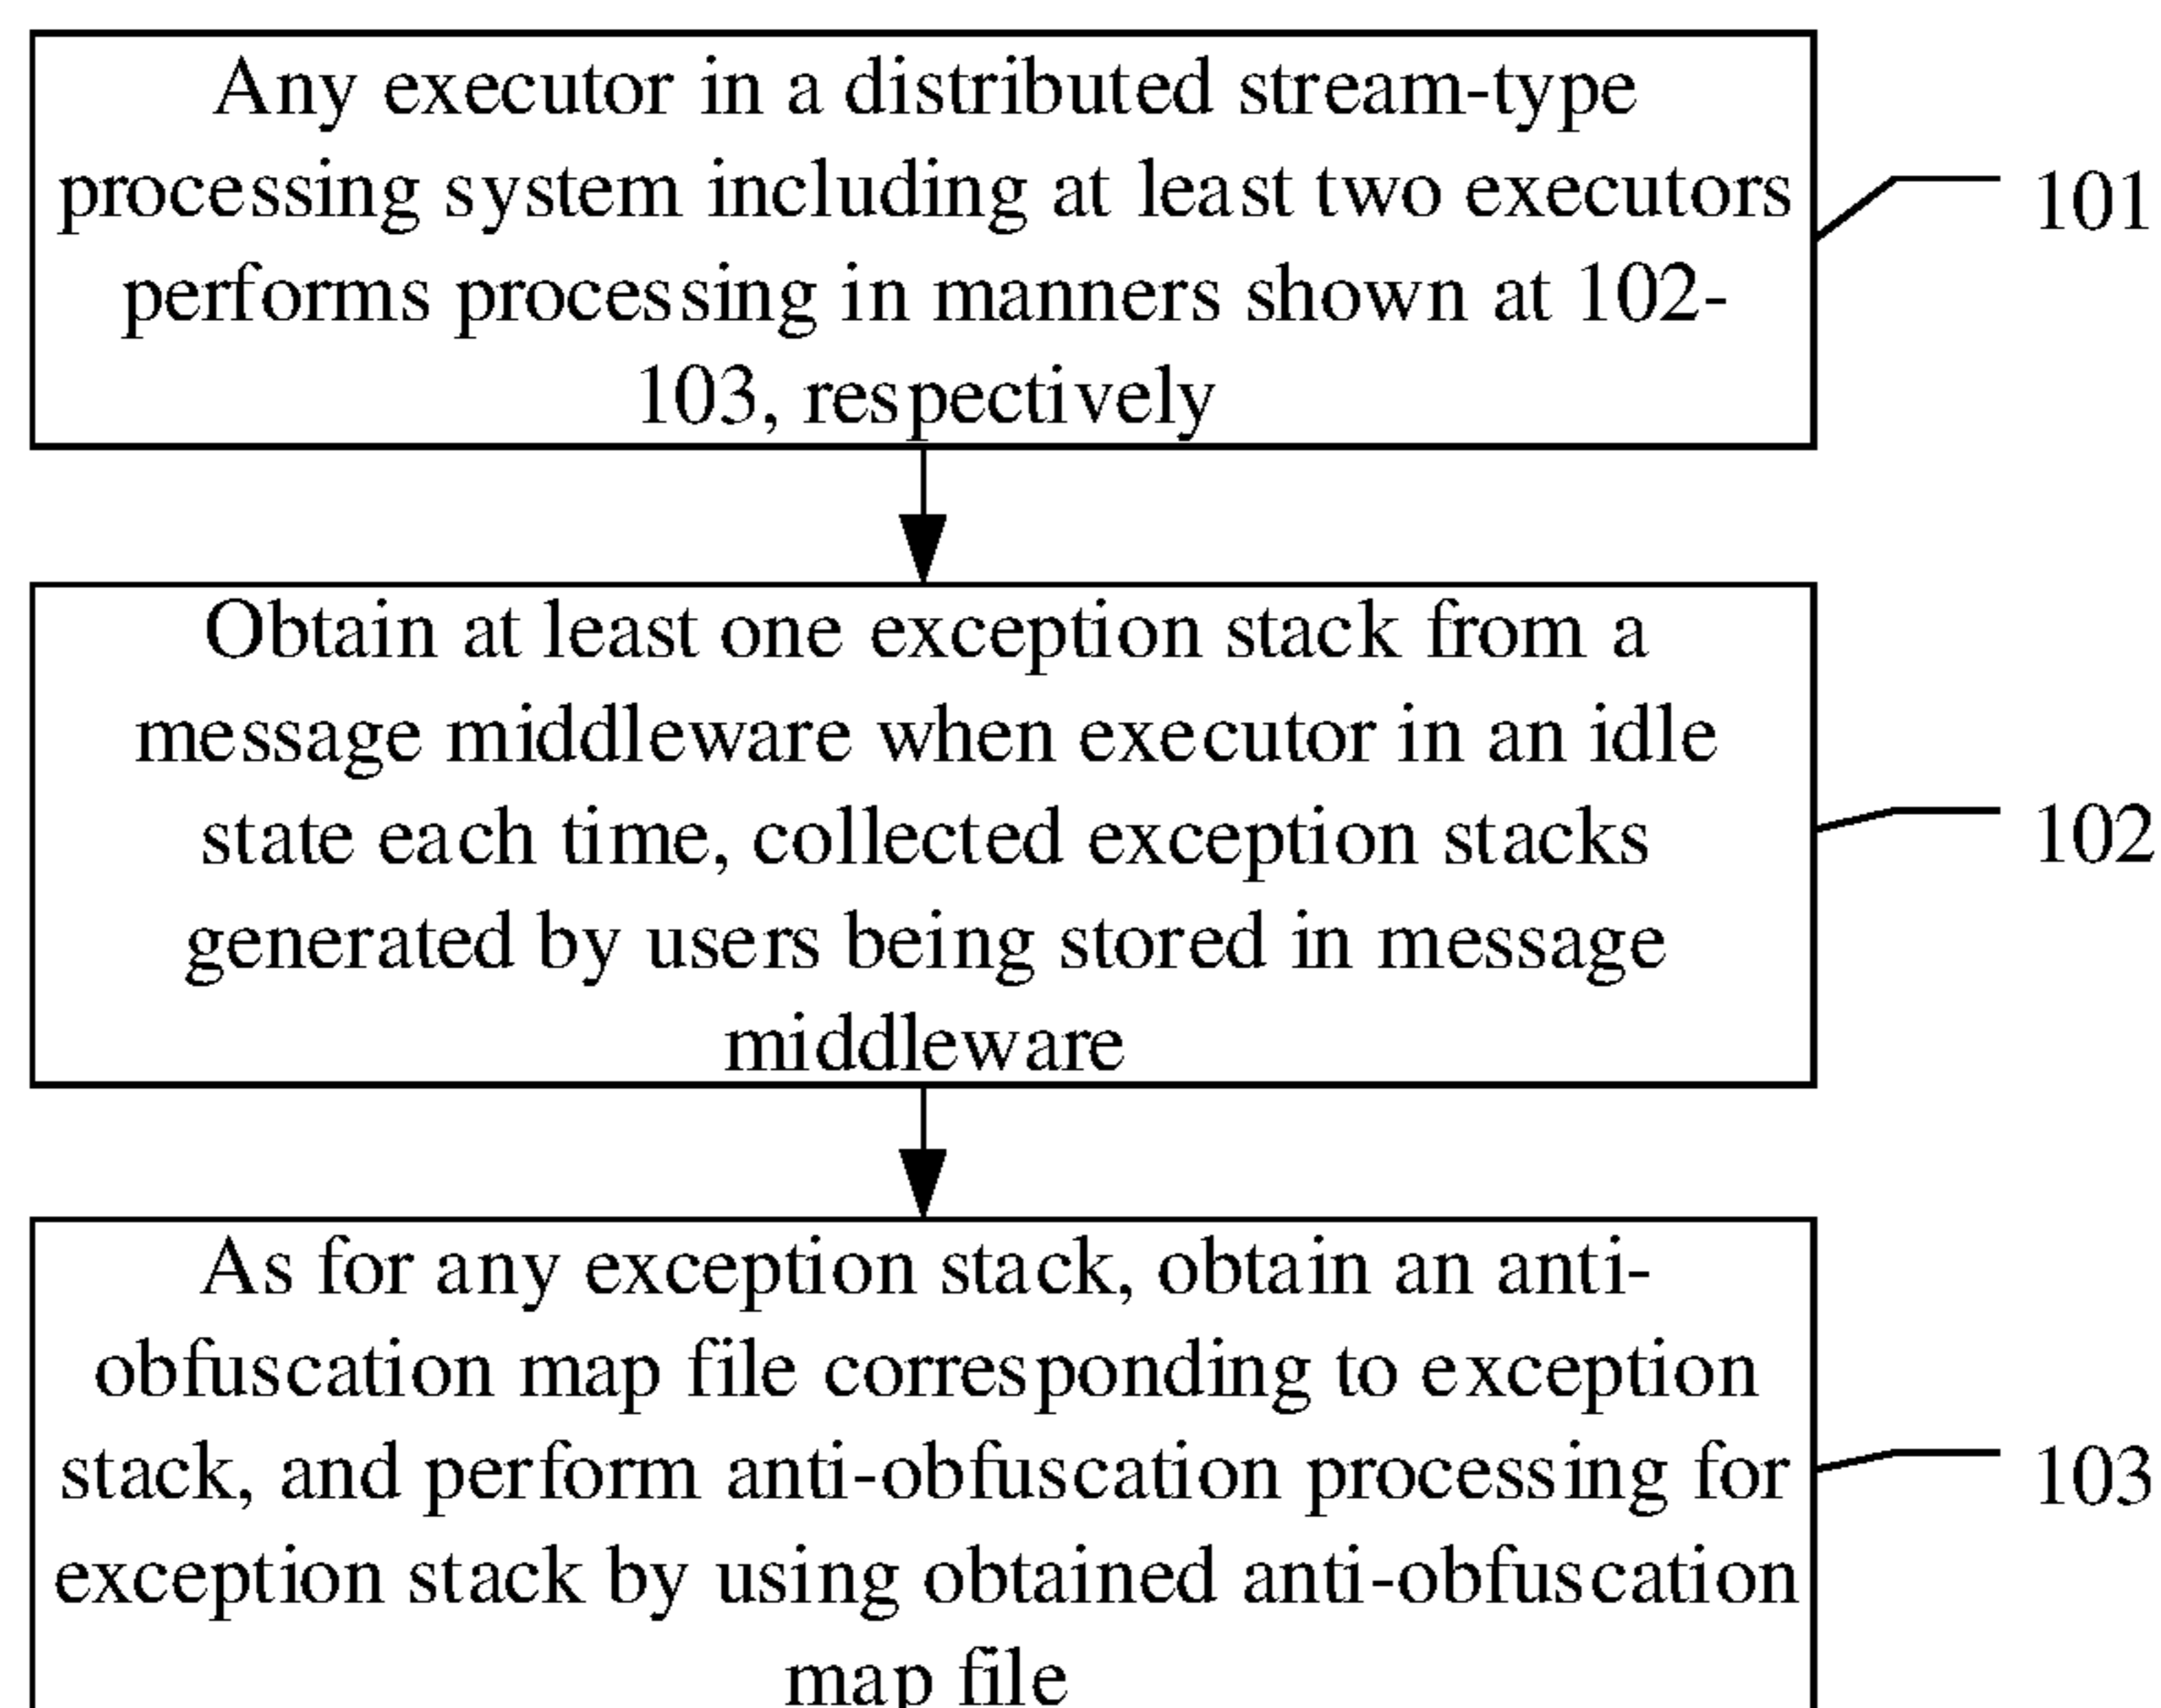 Any executor in a distributed stream-type
processing system including at least two executors
performs processing in manners shown at 102-
103, respectively
101
Obtain at least one exception stack from a
message middleware when executor in an idle
state each time, collected exception stacks
generated by users being stored in message
middleware
102
As for any exception stack, obtain an anti-
obfuscation map file corresponding to exception
stack, and perform anti-obfuscation processing for
exception stack by using obtained anti-obfuscation
map file
103